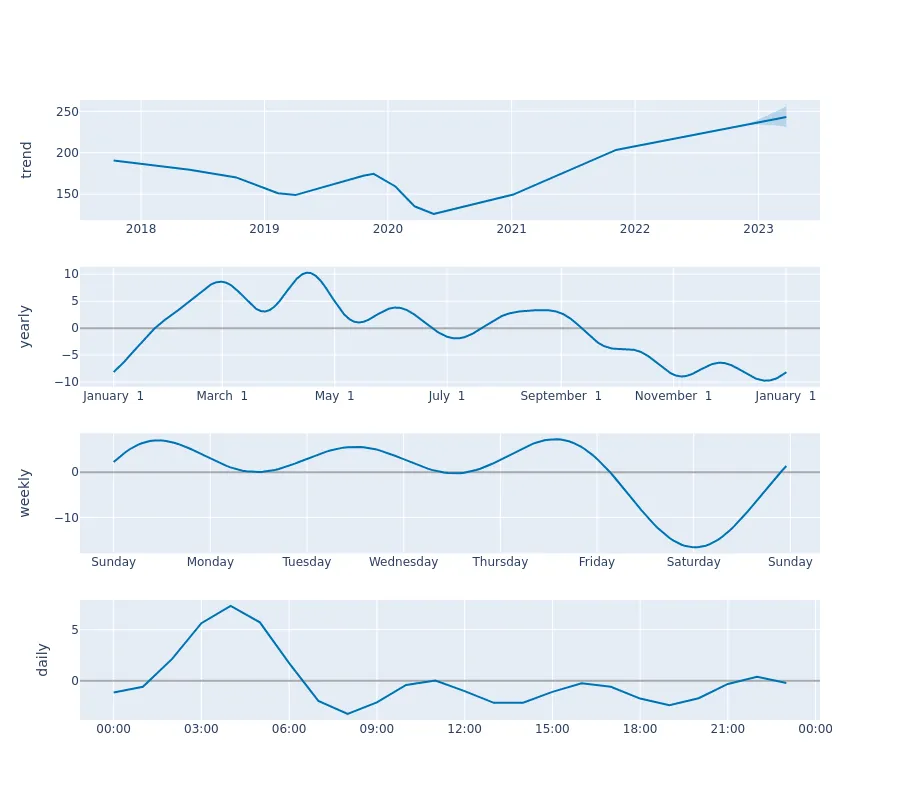 trend
250
200
150
2018 2019 2020 2021 2022 2023
yearly
10
5
0
−5
−10
January 1 March 1 May 1 July 1 September 1 November 1 January 1
weekly
0
−10
Sunday Monday Tuesday Wednesday Thursday Friday Saturday Sunday
daily
5
0
00:00 03:00 06:00 09:00 12:00 15:00 18:00 21:00 00:00